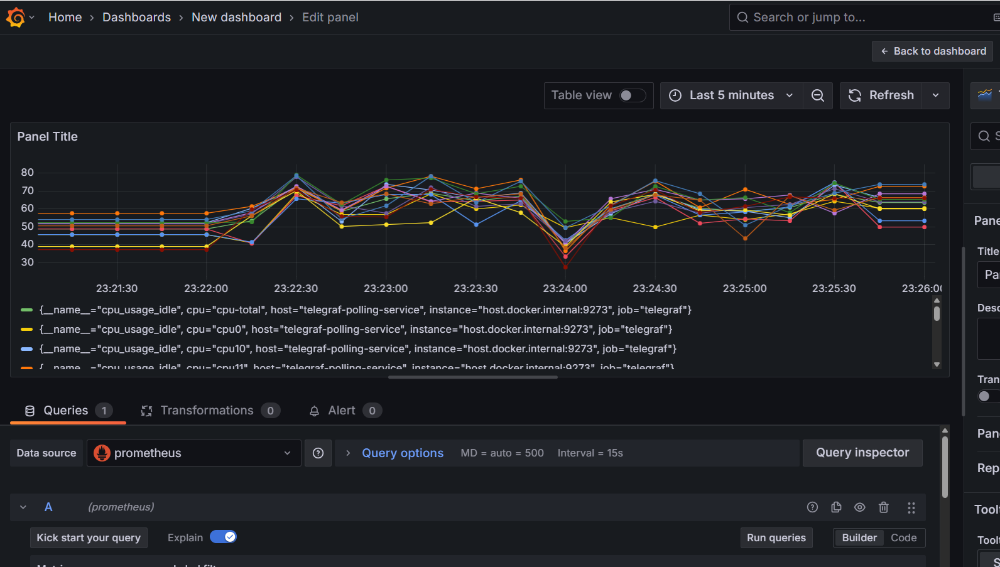 Home › Dashboards › New dashboard › Edit panel
Search or jump to...
Back to dashboard
Table view
Last 5 minutes
Refresh
Panel Title
80
70
60
50
40
30
23:21:30 23:22:00 23:22:30 23:23:00 23:23:30 23:24:00 23:24:30 23:25:00 23:25:30 23:26:00
{__name__="cpu_usage_idle", cpu="cpu-total", host="telegraf-polling-service", instance="host.docker.internal:9273", job="telegraf"}
{__name__="cpu_usage_idle", cpu="cpu0", host="telegraf-polling-service", instance="host.docker.internal:9273", job="telegraf"}
{__name__="cpu_usage_idle", cpu="cpu10", host="telegraf-polling-service", instance="host.docker.internal:9273", job="telegraf"}
{__name__="cpu_usage_idle", cpu="cpu11", host="telegraf-polling-service", instance="host.docker.internal:9273", job="telegraf"}
Queries 1
Transformations 0
Alert 0
Data source
prometheus
Query options
MD = auto = 500
Interval = 15s
Query inspector
A
(prometheus)
Kick start your query
Explain
Run queries
Builder
Code
Pane
Title
Pa
Desc
Tran
Pan
Rep
Toolt
Toolt